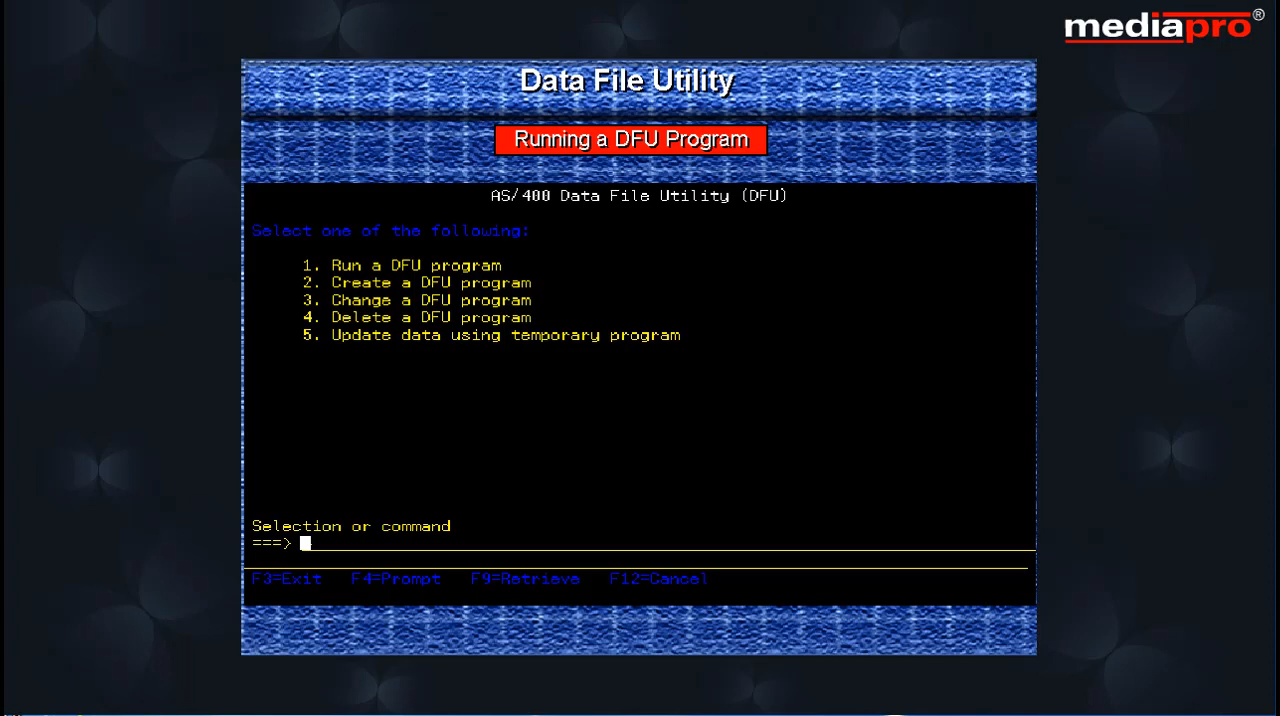 mediapro®
Data File Utility
Running a DFU Program
AS/400 Data File Utility (DFU)
Select one of the following:
1. Run a DFU program
2. Create a DFU program
3. Change a DFU program
4. Delete a DFU program
5. Update data using temporary program
Selection or command
===>
F3=Exit F4=Prompt F9=Retrieve F12=Cancel